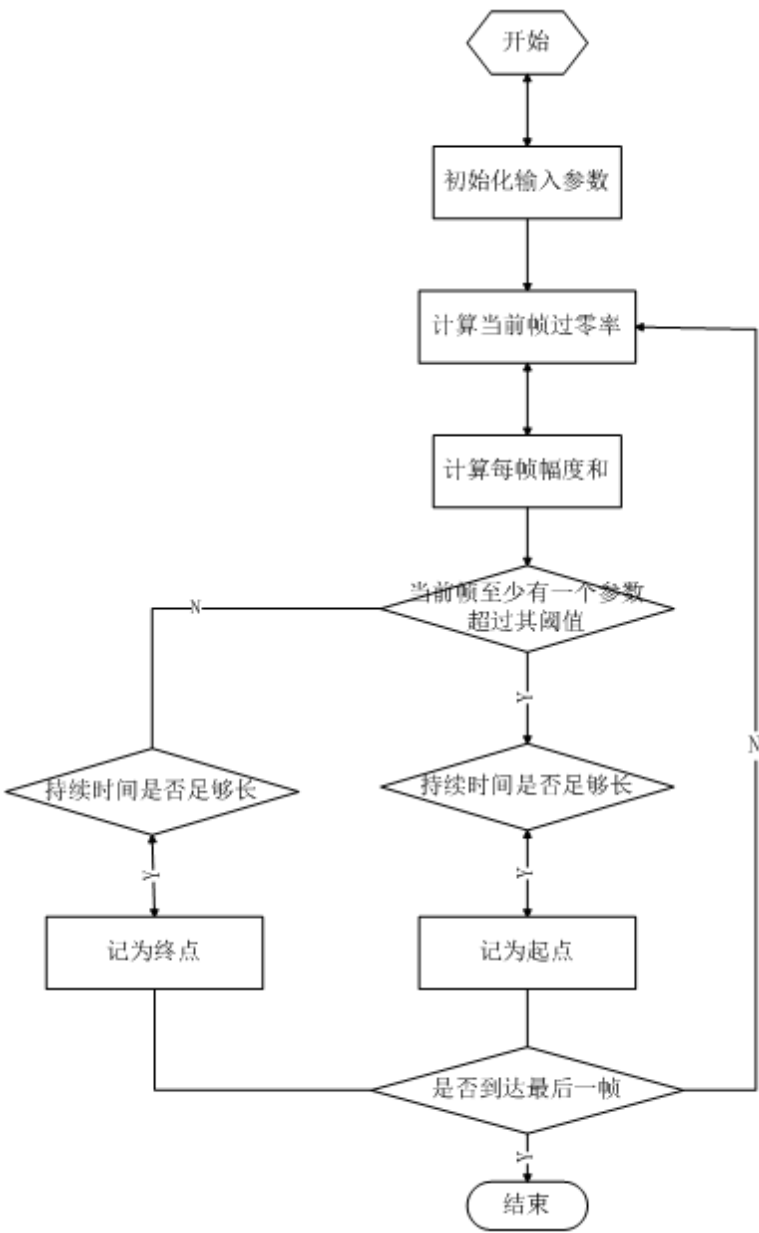 开始
初始化输入参数
计算当前帧过零率
计算每帧幅度和
当前帧至少有一个参数
超过其阈值
N
Y
N
持续时间是否足够长
持续时间是否足够长
Y
Y
记为终点
记为起点
是否到达最后一帧
Y
结束